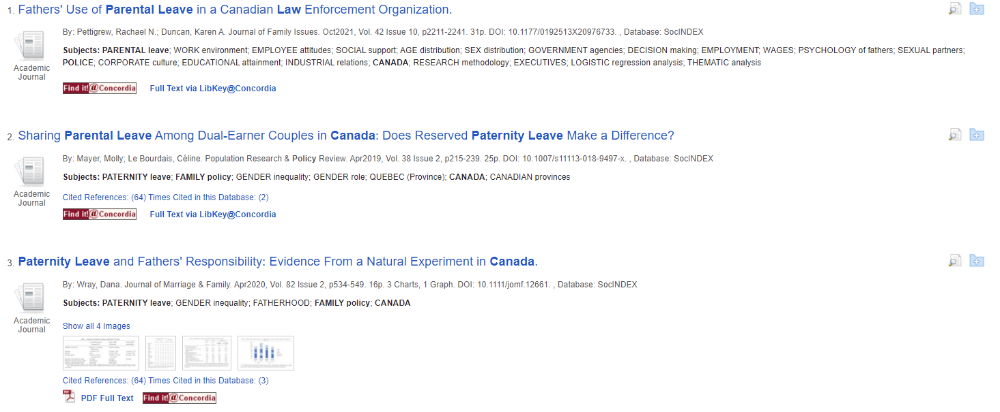 1. Fathers' Use of Parental Leave in a Canadian Law Enforcement Organization.
By: Pettigrew, Rachael N.; Duncan, Karen A. Journal of Family Issues. Oct2021, Vol. 42 Issue 10, p2211-2241. 31p. DOI: 10.1177/0192513X20976733. , Database: SocINDEX
Subjects: PARENTAL leave; WORK environment; EMPLOYEE attitudes; SOCIAL support; AGE distribution; SEX distribution; GOVERNMENT agencies; DECISION making; EMPLOYMENT; WAGES; PSYCHOLOGY of fathers; SEXUAL partners;
POLICE; CORPORATE culture; EDUCATIONAL attainment; INDUSTRIAL relations; CANADA; RESEARCH methodology; EXECUTIVES; LOGISTIC regression analysis; THEMATIC analysis
Academic
Journal
Find it!@Concordia Full Text via LibKey@Concordia
2. Sharing Parental Leave Among Dual-Earner Couples in Canada: Does Reserved Paternity Leave Make a Difference?
By: Mayer, Molly; Le Bourdais, Céline. Population Research & Policy Review. Apr2019, Vol. 38 Issue 2, p215-239. 25p. DOI: 10.1007/s11113-018-9497-x. , Database: SocINDEX
Subjects: PATERNITY leave; FAMILY policy; GENDER inequality; GENDER role; QUEBEC (Province); CANADA; CANADIAN provinces
Academic
Journal
Cited References: (64) Times Cited in this Database: (2)
Find it!@Concordia Full Text via LibKey@Concordia
3. Paternity Leave and Fathers' Responsibility: Evidence From a Natural Experiment in Canada.
By: Wray, Dana. Journal of Marriage & Family. Apr2020, Vol. 82 Issue 2, p534-549. 16p. 3 Charts, 1 Graph. DOI: 10.1111/jomf.12661. , Database: SocINDEX
Subjects: PATERNITY leave; GENDER inequality; FATHERHOOD; FAMILY policy; CANADA
Academic
Journal
Show all 4 Images
Cited References: (64) Times Cited in this Database: (3)
PDF Full Text Find it!@Concordia